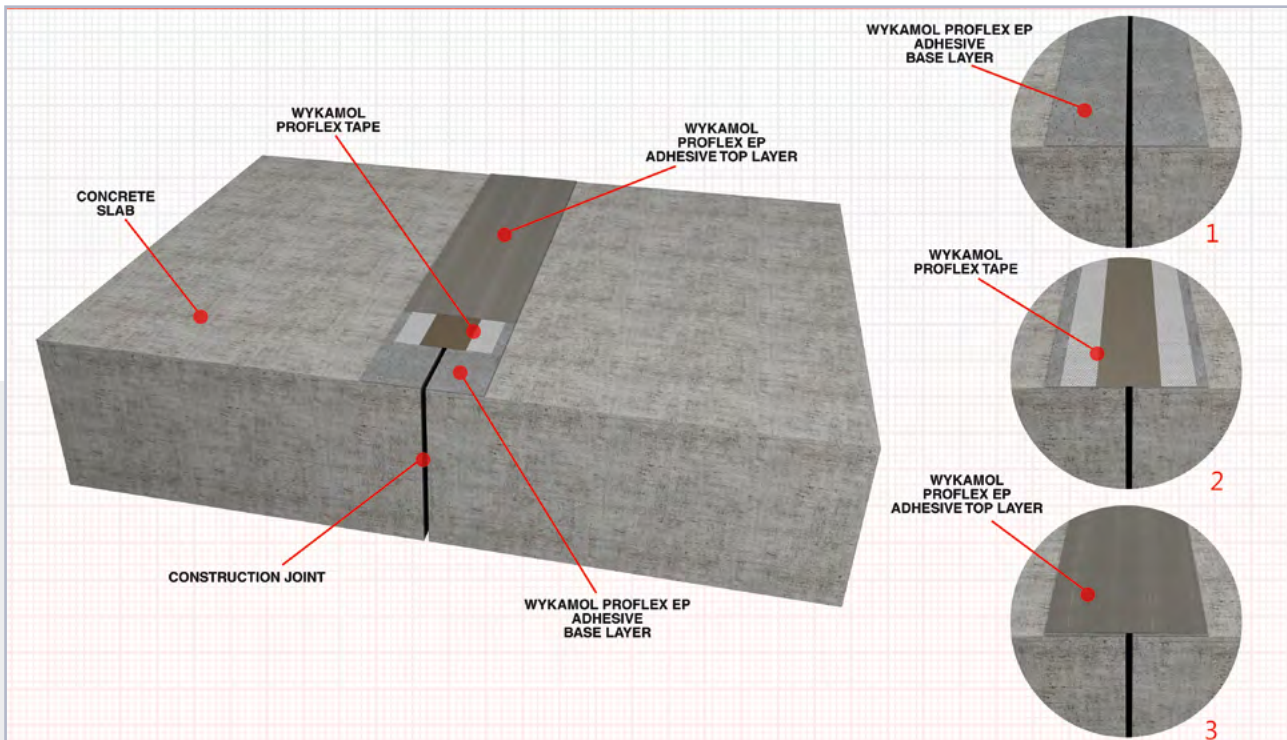 WYKAMOL
PROFLEX TAPE
WYKAMOL
PROFLEX EP
ADHESIVE TOP LAYER
CONCRETE
SLAB
CONSTRUCTION JOINT
WYKAMOL PROFLEX EP
ADHESIVE
BASE LAYER
WYKAMOL PROFLEX EP
ADHESIVE
BASE LAYER
1
WYKAMOL
PROFLEX TAPE
2
WYKAMOL
PROFLEX EP
ADHESIVE TOP LAYER
3